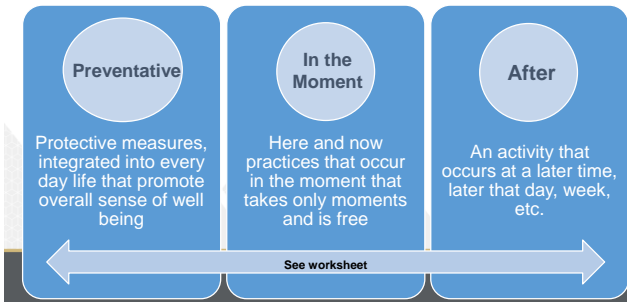 Preventative
Protective measures,
integrated into every
day life that promote
overall sense of well
being
In the
Moment
Here and now
practices that occur
in the moment that
takes only moments
and is free
After
An activity that
occurs at a later time,
later that day, week,
etc.
See worksheet